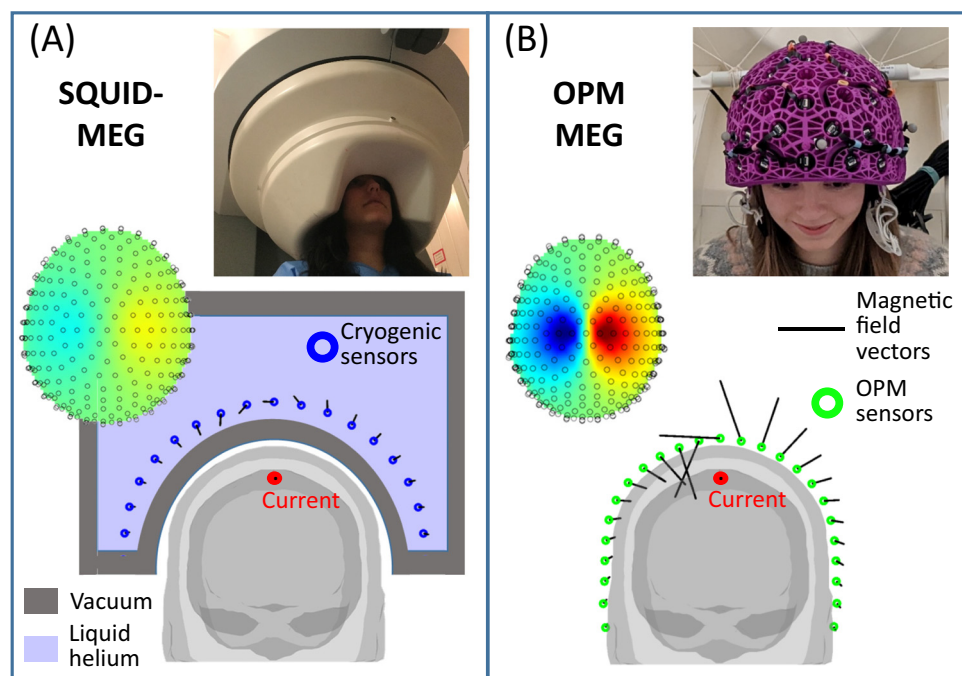 (A)
SQUID-
MEG
Cryogenic
sensors
Current
Vacuum
Liquid
helium
(B)
OPM
MEG
Magnetic
field
vectors
OPM
sensors
Current